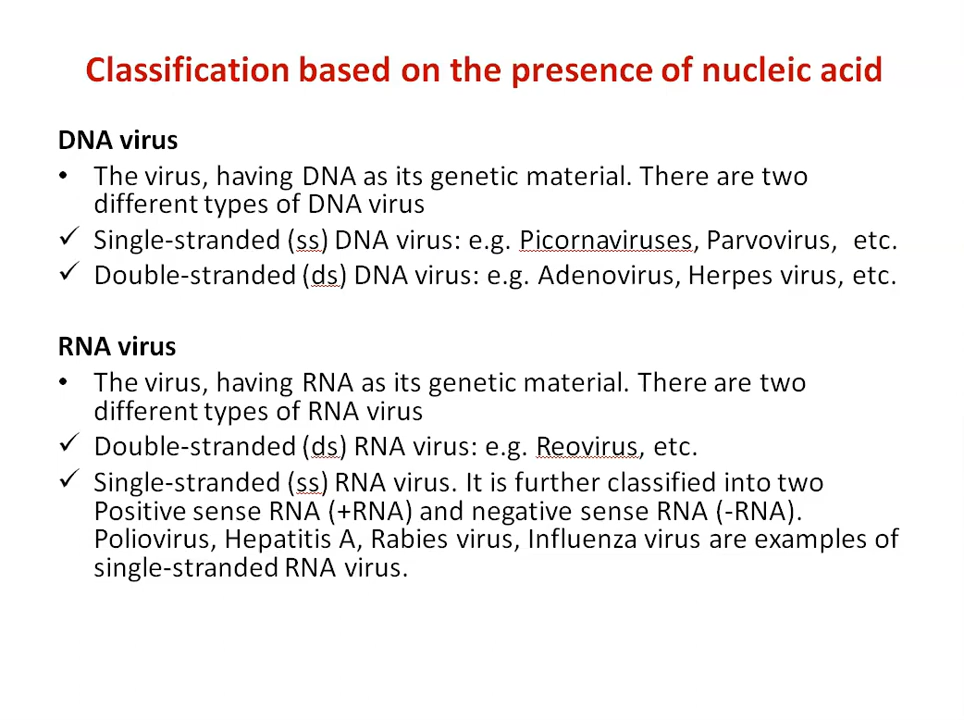 Classification based on the presence of nucleic acid
DNA virus
• The virus, having DNA as its genetic material. There are two
different types of DNA virus
✓ Single-stranded (ss) DNA virus: e.g. Picornaviruses, Parvovirus,  etc.
✓ Double-stranded (ds) DNA virus: e.g. Adenovirus, Herpes virus, etc.
RNA virus
• The virus, having RNA as its genetic material. There are two
different types of RNA virus
✓ Double-stranded (ds) RNA virus: e.g. Reovirus, etc.
✓ Single-stranded (ss) RNA virus. It is further classified into two
Positive sense RNA (+RNA) and negative sense RNA (-RNA).
Poliovirus, Hepatitis A, Rabies virus, Influenza virus are examples of
single-stranded RNA virus.